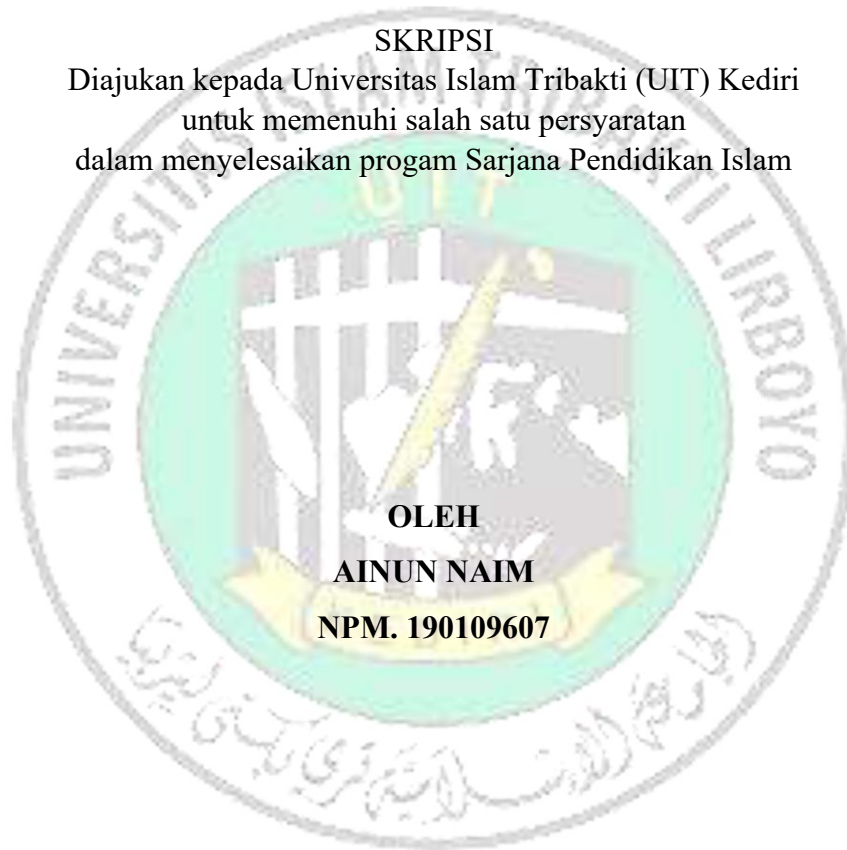 SKRIPSI
Diajukan kepada Universitas Islam Tribakti (UIT) Kediri
untuk memenuhi salah satu persyaratan
dalam menyelesaikan progam Sarjana Pendidikan Islam
UNIVERSITAS ISLAM TRIBAKTI LIRBOYO
UIT
OLEH
AINUN NAIM
NPM. 190109607